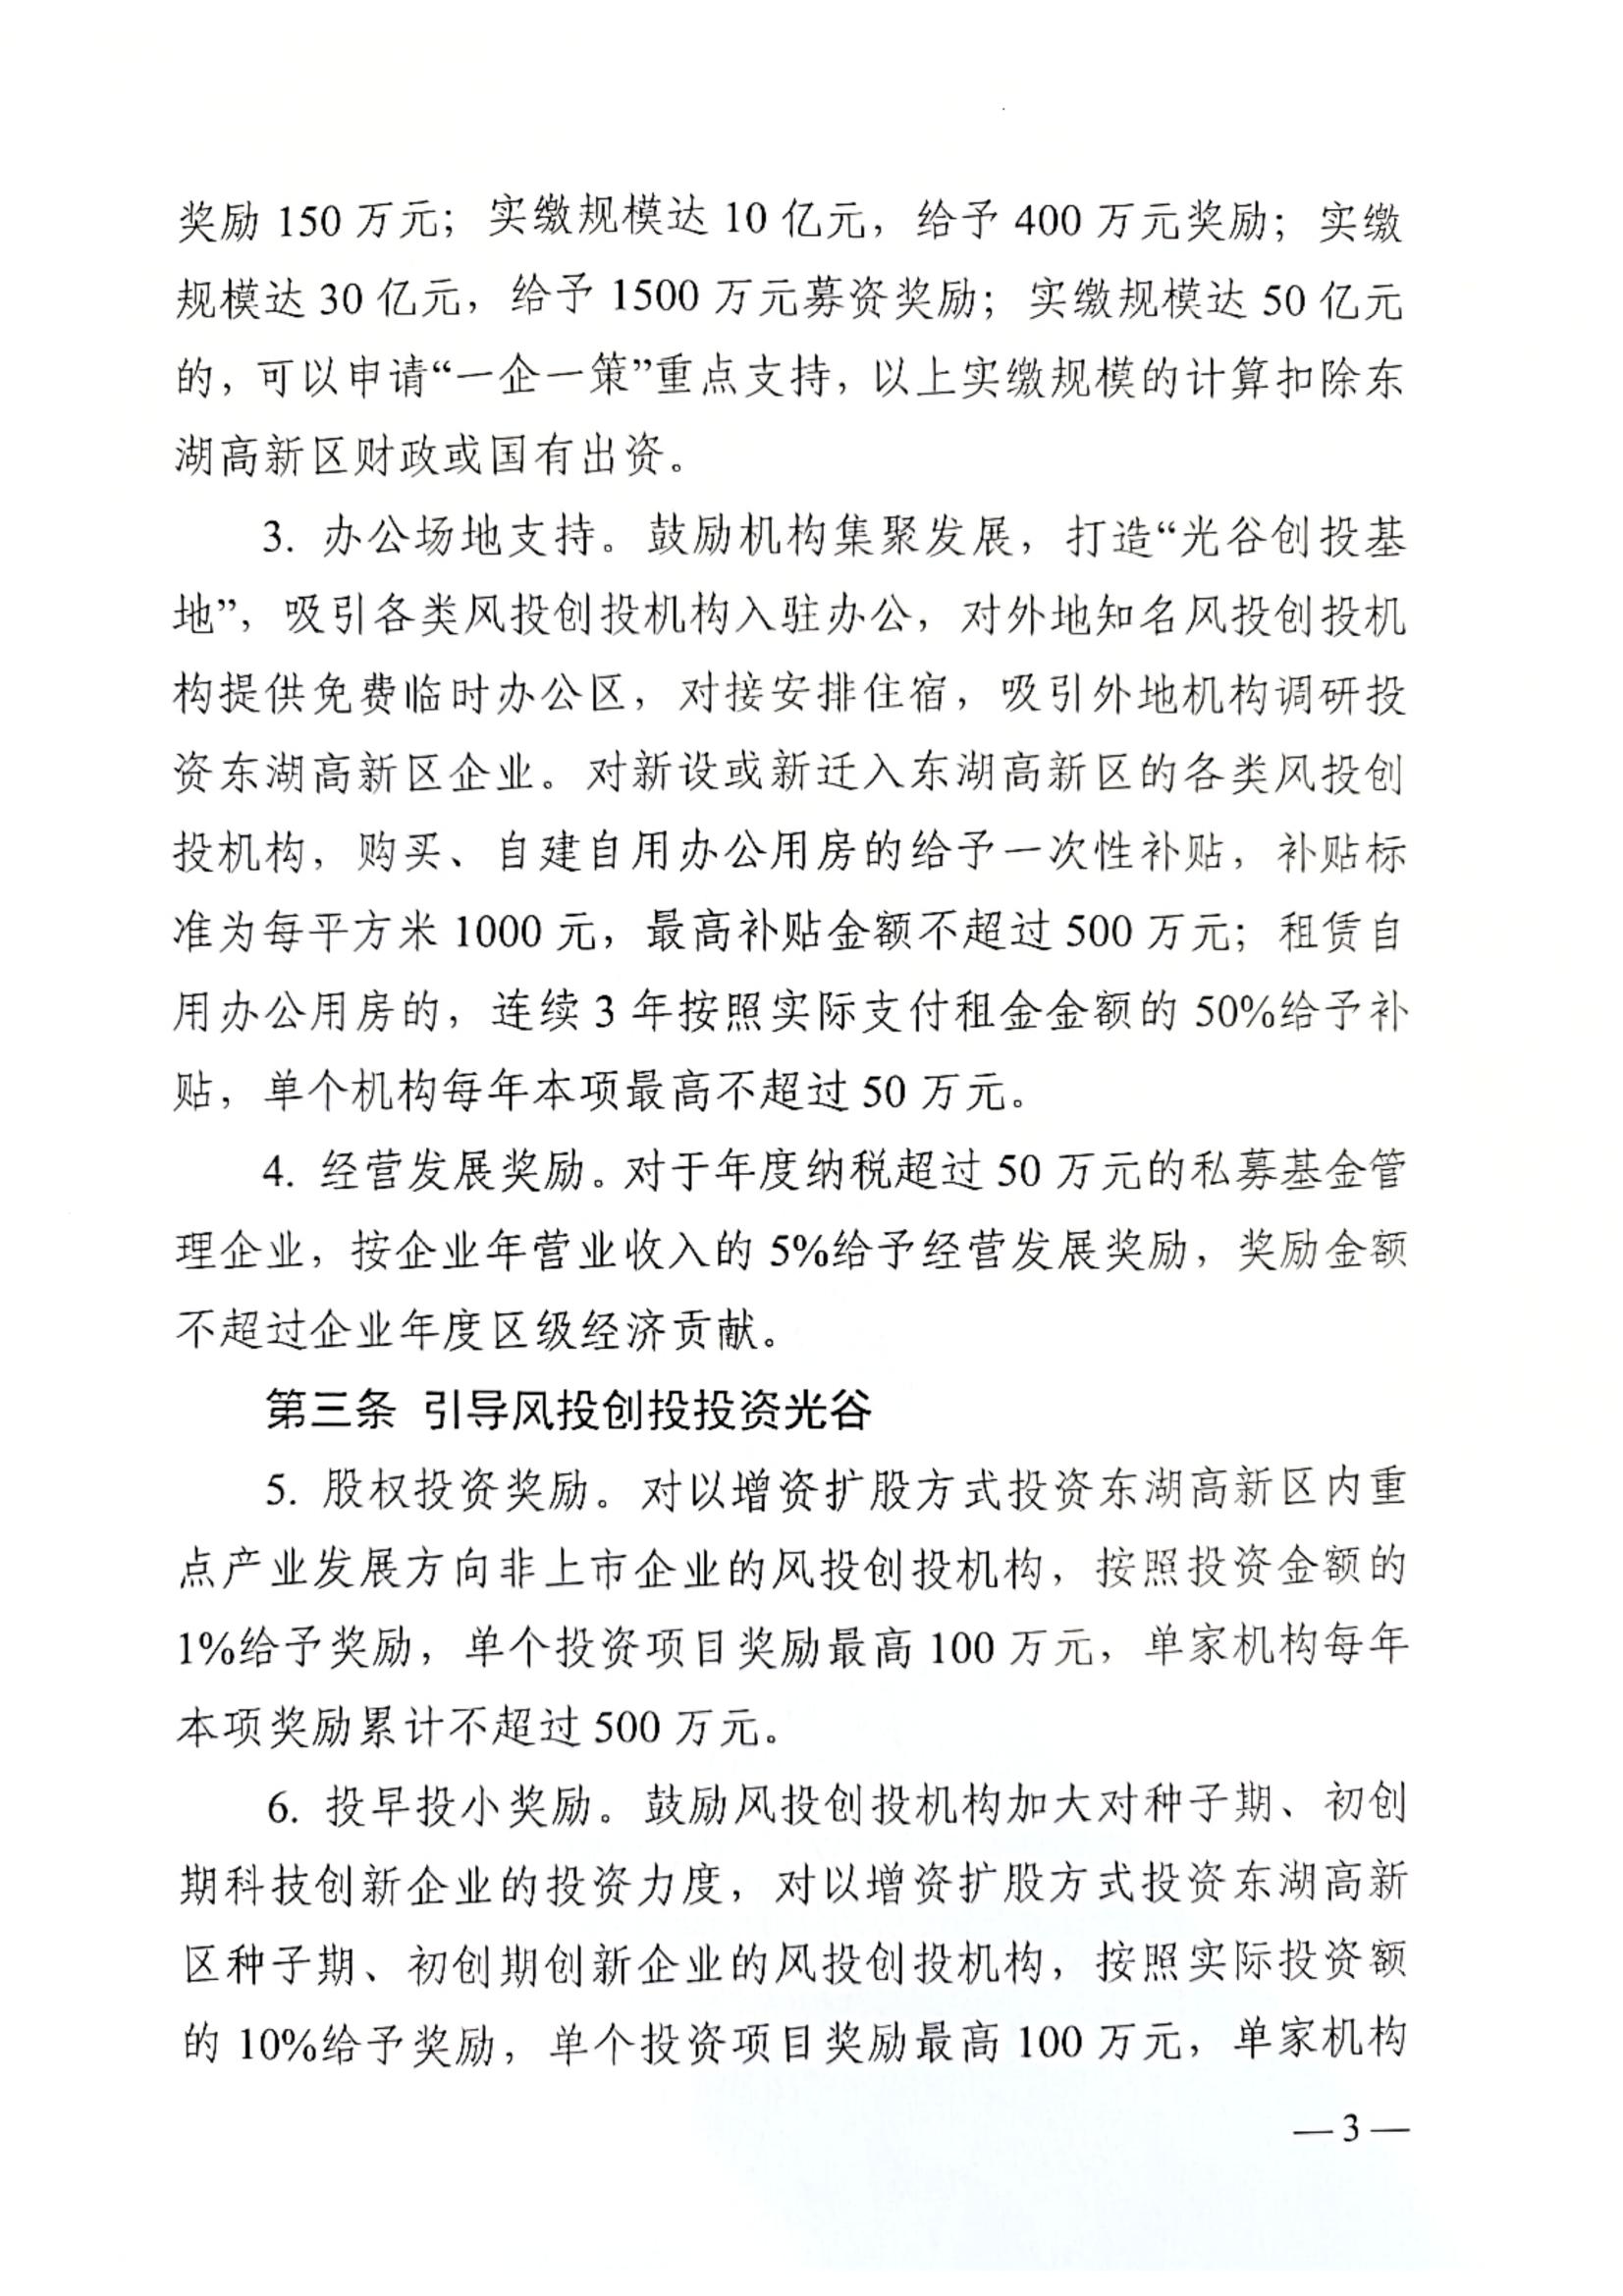 奖励 150 万元；实缴规模达 10 亿元，给予 400 万元奖励；实缴
规模达 30 亿元，给予 1500 万元募资奖励；实缴规模达 50 亿元
的，可以申请“一企一策”重点支持，以上实缴规模的计算扣除东
湖高新区财政或国有出资。
3. 办公场地支持。鼓励机构集聚发展，打造“光谷创投基
地”，吸引各类风投创投机构入驻办公，对外地知名风投创投机
构提供免费临时办公区，对接安排住宿，吸引外地机构调研投
资东湖高新区企业。对新设或新迁入东湖高新区的各类风投创
投机构，购买、自建自用办公用房的给予一次性补贴，补贴标
准为每平方米 1000 元，最高补贴金额不超过 500 万元；租赁自
用办公用房的，连续 3 年按照实际支付租金金额的 50%给予补
贴，单个机构每年本项最高不超过 50 万元。
4. 经营发展奖励。对于年度纳税超过 50 万元的私募基金管
理企业，按企业年营业收入的 5%给予经营发展奖励，奖励金额
不超过企业年度区级经济贡献。
第三条 引导风投创投投资光谷
5. 股权投资奖励。对以增资扩股方式投资东湖高新区内重
点产业发展方向非上市企业的风投创投机构，按照投资金额的
1%给予奖励，单个投资项目奖励最高 100 万元，单家机构每年
本项奖励累计不超过 500 万元。
6. 投早投小奖励。鼓励风投创投机构加大对种子期、初创
期科技创新企业的投资力度，对以增资扩股方式投资东湖高新
区种子期、初创期创新企业的风投创投机构，按照实际投资额
的 10%给予奖励，单个投资项目奖励最高 100 万元，单家机构
— 3 —